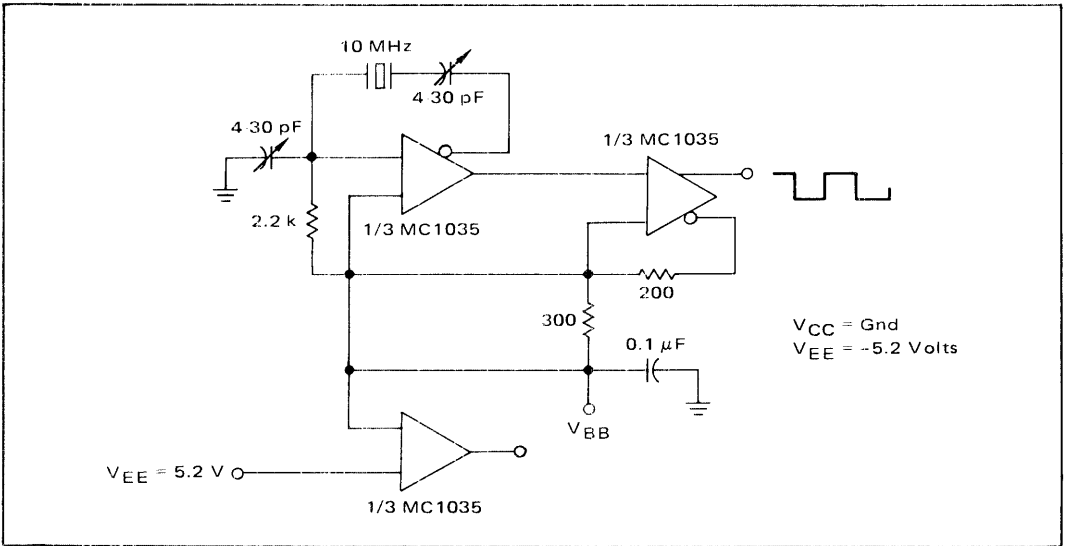 10 MHz
4-30 pF
4-30 pF
1/3 MC1035
2.2 k
1/3 MC1035
200
300
VCC = Gnd
VEE = -5.2 Volts
0.1 µF
VBB
VEE = 5.2 V
1/3 MC1035